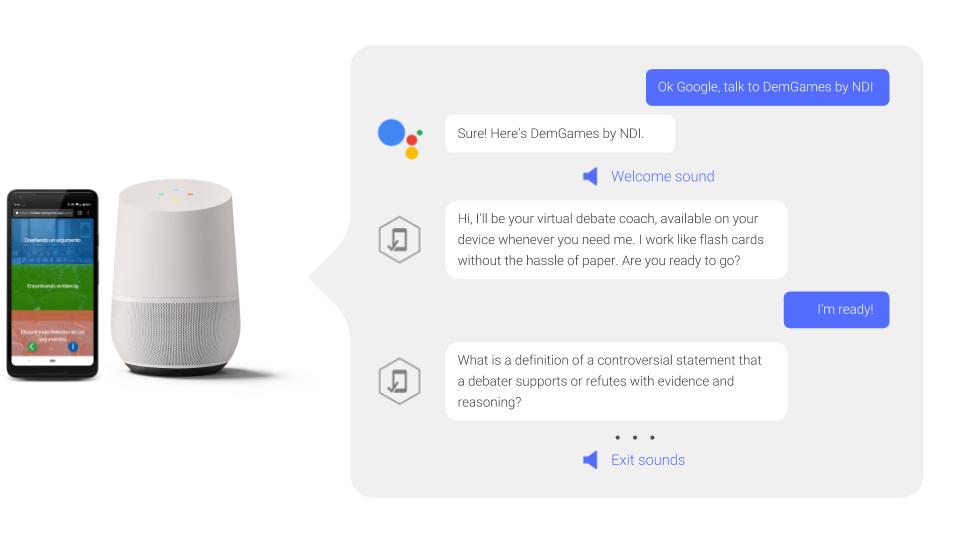 Diseñando un argumento
Encontrando evidencia
Encontrando defectos en un
argumentos
Ok Google, talk to DemGames by NDI
Sure! Here's DemGames by NDI.
Welcome sound
Hi, I'll be your virtual debate coach, available on your
device whenever you need me. I work like flash cards
without the hassle of paper. Are you ready to go?
I'm ready!
What is a definition of a controversial statement that
a debater supports or refutes with evidence and
reasoning?
• • •
Exit sounds